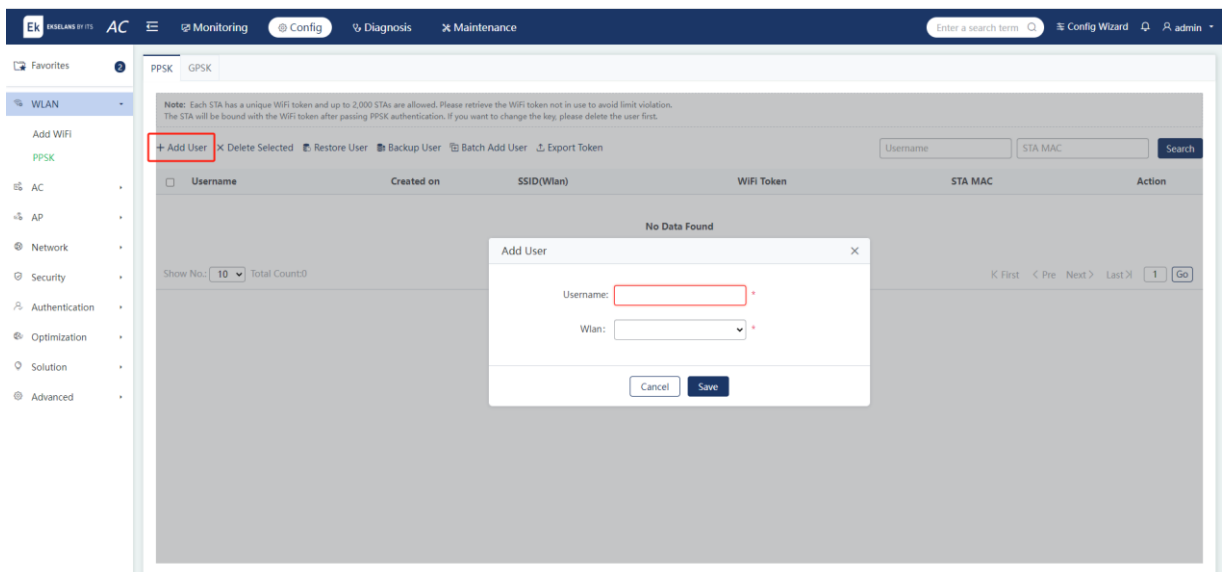 Ek EKSELANS BY ITS AC Monitoring Config Diagnosis Maintenance Enter a search term Config Wizard admin
Favorites 2
WLAN
Add WiFi
PPSK
AC
AP
Network
Security
Authentication
Optimization
Solution
Advanced
PPSK GPSK
Note: Each STA has a unique WiFi token and up to 2,000 STAs are allowed. Please retrieve the WiFi token not in use to avoid limit violation.
The STA will be bound with the WiFi token after passing PPSK authentication. If you want to change the key, please delete the user first.
+ Add User × Delete Selected Restore User Backup User Batch Add User Export Token Username STA MAC Search
Username Created on SSID(Wlan) WiFi Token STA MAC Action
No Data Found
Show No.: 10 Total Count:0 First Pre Next Last 1 Go
Add User ×
Username: *
Wlan: *
Cancel Save